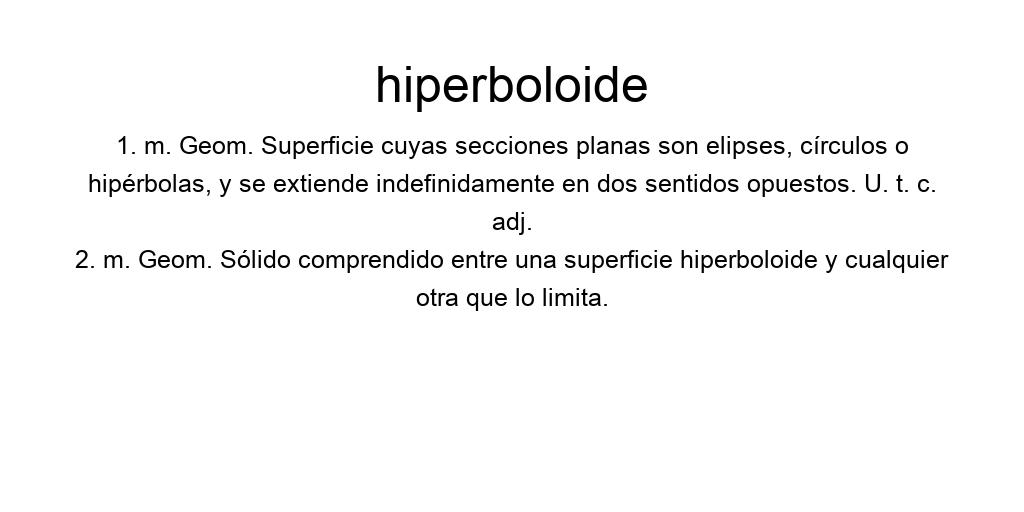 hiperboloide
1. m. Geom. Superficie cuyas secciones planas son elipses, círculos o
hipérbolas, y se extiende indefinidamente en dos sentidos opuestos. U. t. c.
adj.
2. m. Geom. Sólido comprendido entre una superficie hiperboloide y cualquier
otra que lo limita.